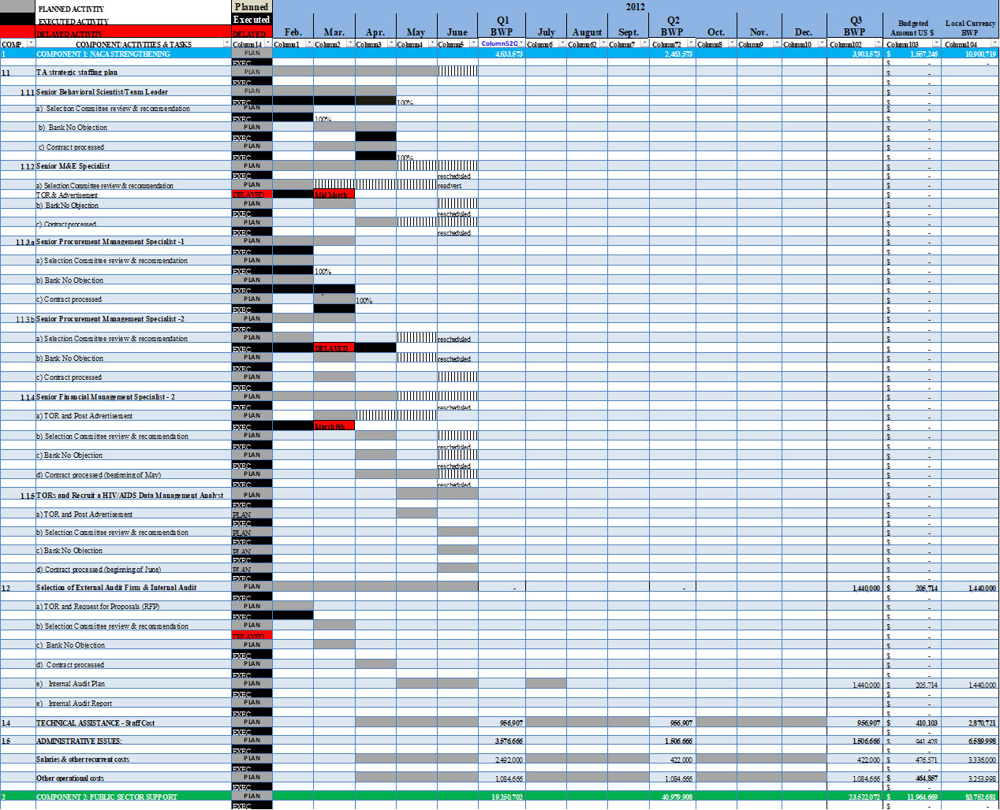 PLANNED ACTIVITY Planned 2012
EXECUTED ACTIVITY Executed Q1 Q2 Q3 Budgeted Local Currency
DELAYED ACTIVITY DELAYED Feb. Mar. Apr. May June BWP July August Sept. BWP Oct. Nov. Dec. BWP Amount US $ BWP
COMP. COMPONENT/ACTIVITIES & TASKS Column14 Column1 Column2 Column3 Column4 Column5 Column52Q Column6 Column62 Column7 Column72 Column8 Column9 Column10 Column102 Column103 Column104
1 COMPONENT 1: NACA STRENGTHENING PLAN 4,533,573 2,463,573 3,903,573 $ 1,557,246 10,900,719
EXEC $ - -
1.1 TA strategic staffing plan PLAN $ -
EXEC $ -
1.1.1 Senior Behavioral Scientist/Team Leader PLAN $ -
EXEC 100% $ -
a) Selection Committee review & recommendation PLAN $ -
EXEC 100% $ -
b) Bank No Objection PLAN $ -
$ -
c) Contract processed PLAN $ -
EXEC 100% $ -
1.1.2 Senior M&E Specialist PLAN $ -
EXEC rescheduled $ -
a) Selection Committee review & recommendation PLAN readvert. $ -
TOR & Advertisement DELAYED Mid March $ -
b) Bank No Objection PLAN $ -
EXEC rescheduled $ -
c) Contract processed PLAN $ -
EXEC rescheduled $ -
1.1.3.a Senior Procurement Management Specialist -1 PLAN $ -
EXEC $ -
a) Selection Committee review & recommendation PLAN $ -
EXEC 100% $ -
b) Bank No Objection PLAN $ -
EXEC $ -
c) Contract processed PLAN 100% $ -
EXEC $ -
1.1.3.b Senior Procurement Management Specialist -2 PLAN $ -
EXEC $ -
a) Selection Committee review & recommendation PLAN rescheduled $ -
EXEC DELAYED $ -
b) Bank No Objection PLAN rescheduled $ -
EXEC $ -
c) Contract processed PLAN $ -
EXEC $ -
1.1.4 Senior Financial Management Specialist - 2 PLAN $ -
EXEC rescheduled $ -
a) TOR and Post Advertisement PLAN $ -
EXEC March 5th $ -
b) Selection Committee review & recommendation PLAN $ -
EXEC rescheduled $ -
c) Bank No Objection PLAN $ -
EXEC rescheduled $ -
d) Contract processed (beginning of May) PLAN $ -
EXEC rescheduled $ -
1.1.5 TORs and Recruit a HIV/AIDS Data Management Analyst PLAN $ -
EXEC $ -
a) TOR and Post Advertisement PLAN $ -
EXEC $ -
b) Selection Committee review & recommendation PLAN $ -
EXEC $ -
c) Bank No Objection PLAN $ -
EXEC $ -
d) Contract processed (beginning of June) PLAN $ -
EXEC $ -
1.2 Selection of External Audit Firm & Internal Audit PLAN - - 1,440,000 $ 205,714 1,440,000
EXEC $ -
a) TOR and Request for Proposals (RFP) PLAN $ -
EXEC $ -
b) Selection Committee review & recommendation PLAN $ -
DELAYED $ -
c) Bank No Objection PLAN $ -
EXEC $ -
d) Contract processed PLAN $ -
EXEC $ -
e) Internal Audit Plan PLAN 1,440,000 $ 205,714 1,440,000
EXEC $ -
e) Internal Audit Report PLAN $ -
EXEC $ -
1.4 TECHNICAL ASSISTANCE - Staff Cost PLAN 956,907 956,907 956,907 $ 410,103 2,870,721
EXEC $ -
1.5 ADMINISTRATIVE ISSUES: PLAN 3,576,666 1,506,666 1,506,666 $ 941,428 6,589,998
EXEC $ -
Salaries & other recurrent costs PLAN 2,492,000 422,000 422,000 $ 476,571 3,336,000
EXEC $ -
Other operational costs PLAN 1,084,666 1,084,666 1,084,666 $ 464,857 3,253,998
EXEC $ -
2 COMPONENT 2: PUBLIC SECTOR SUPPORT PLAN 19,250,702 40,979,908 23,522,072 $ 11,964,669 83,752,681
EXEC $ - -